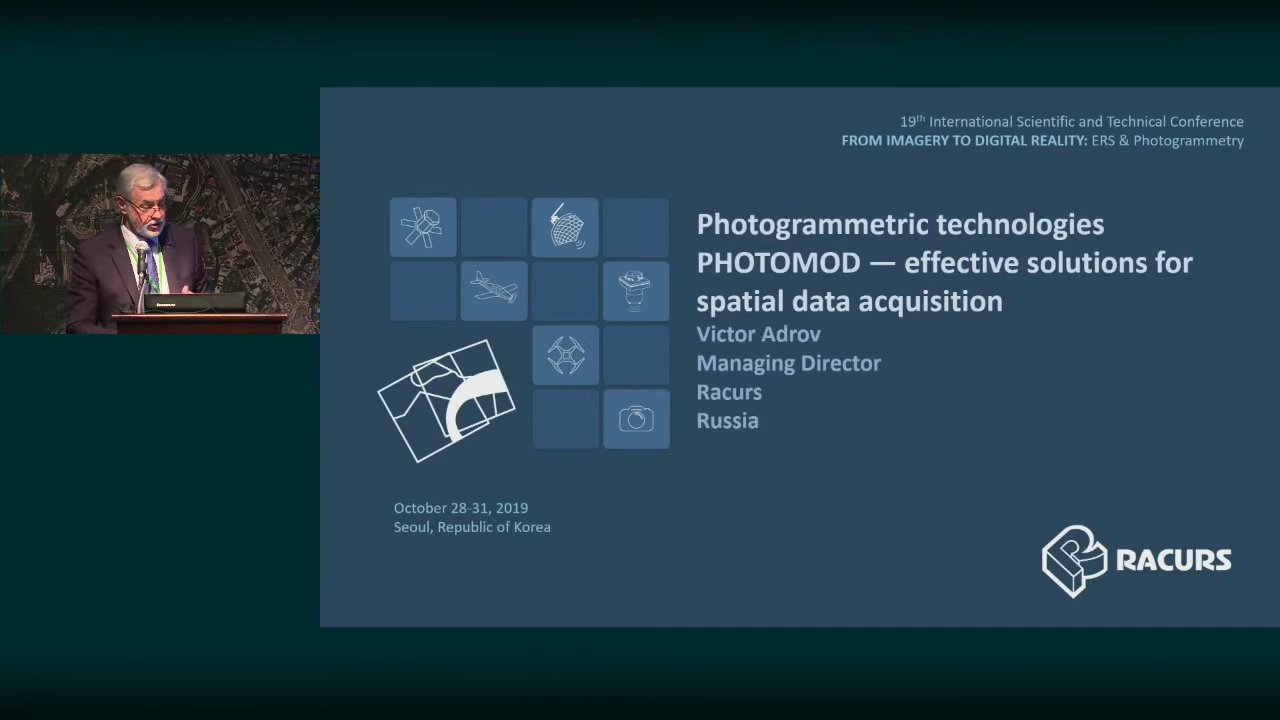 19th International Scientific and Technical Conference
FROM IMAGERY TO DIGITAL REALITY: ERS & Photogrammetry
Photogrammetric technologies
PHOTOMOD — effective solutions for
spatial data acquisition
Victor Adrov
Managing Director
Racurs
Russia
October 28-31, 2019
Seoul, Republic of Korea
RACURS